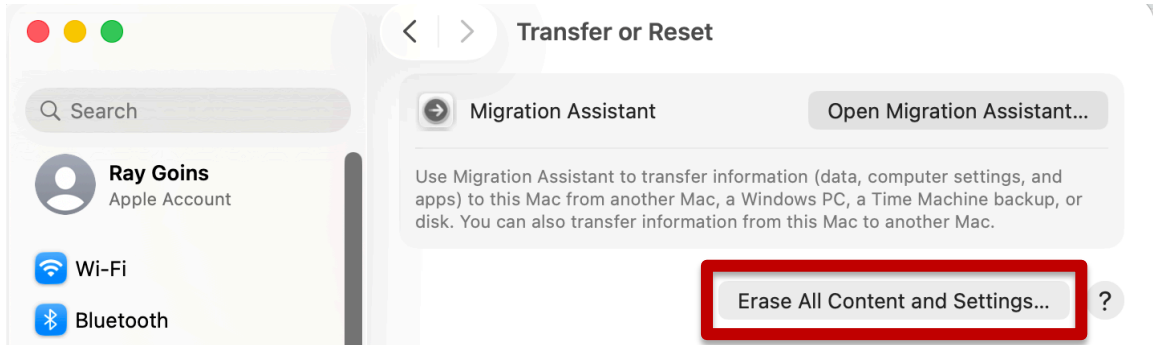 Transfer or Reset
Search
Ray Goins
Apple Account
Wi-Fi
Bluetooth
Migration Assistant
Open Migration Assistant...
Use Migration Assistant to transfer information (data, computer settings, and
apps) to this Mac from another Mac, a Windows PC, a Time Machine backup, or
disk. You can also transfer information from this Mac to another Mac.
Erase All Content and Settings...
?